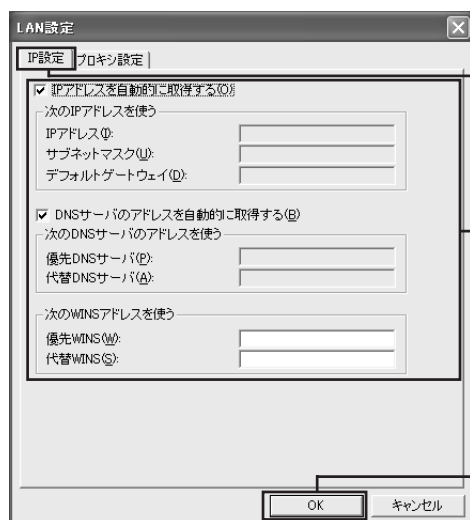 LAN設定
IP設定 プロキシ設定
IPアドレスを自動的に取得する(O)
次のIPアドレスを使う
IPアドレス(I):
サブネットマスク(U):
デフォルトゲートウェイ(D):
DNSサーバのアドレスを自動的に取得する(B)
次のDNSサーバのアドレスを使う
優先DNSサーバ(P):
代替DNSサーバ(A):
次のWINSアドレスを使う
優先WINS(W):
代替WINS(S):
OK キャンセル